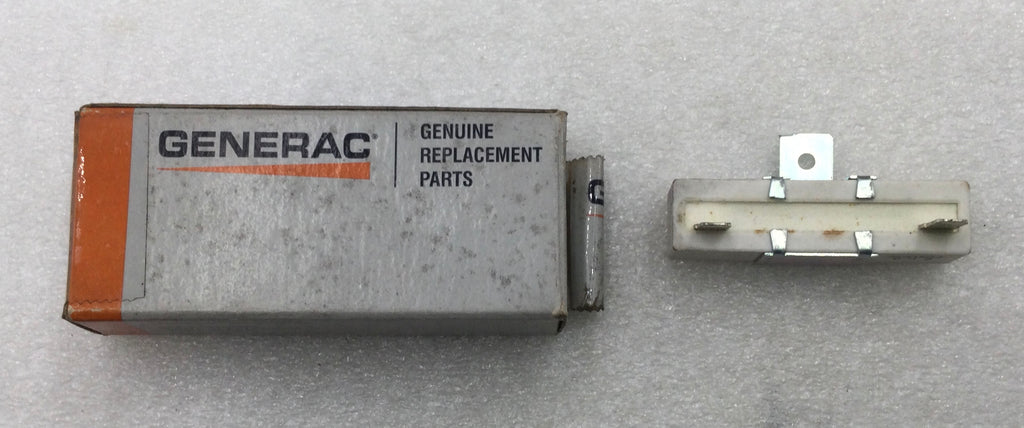 GENERAC
GENUINE
REPLACEMENT
PARTS
G